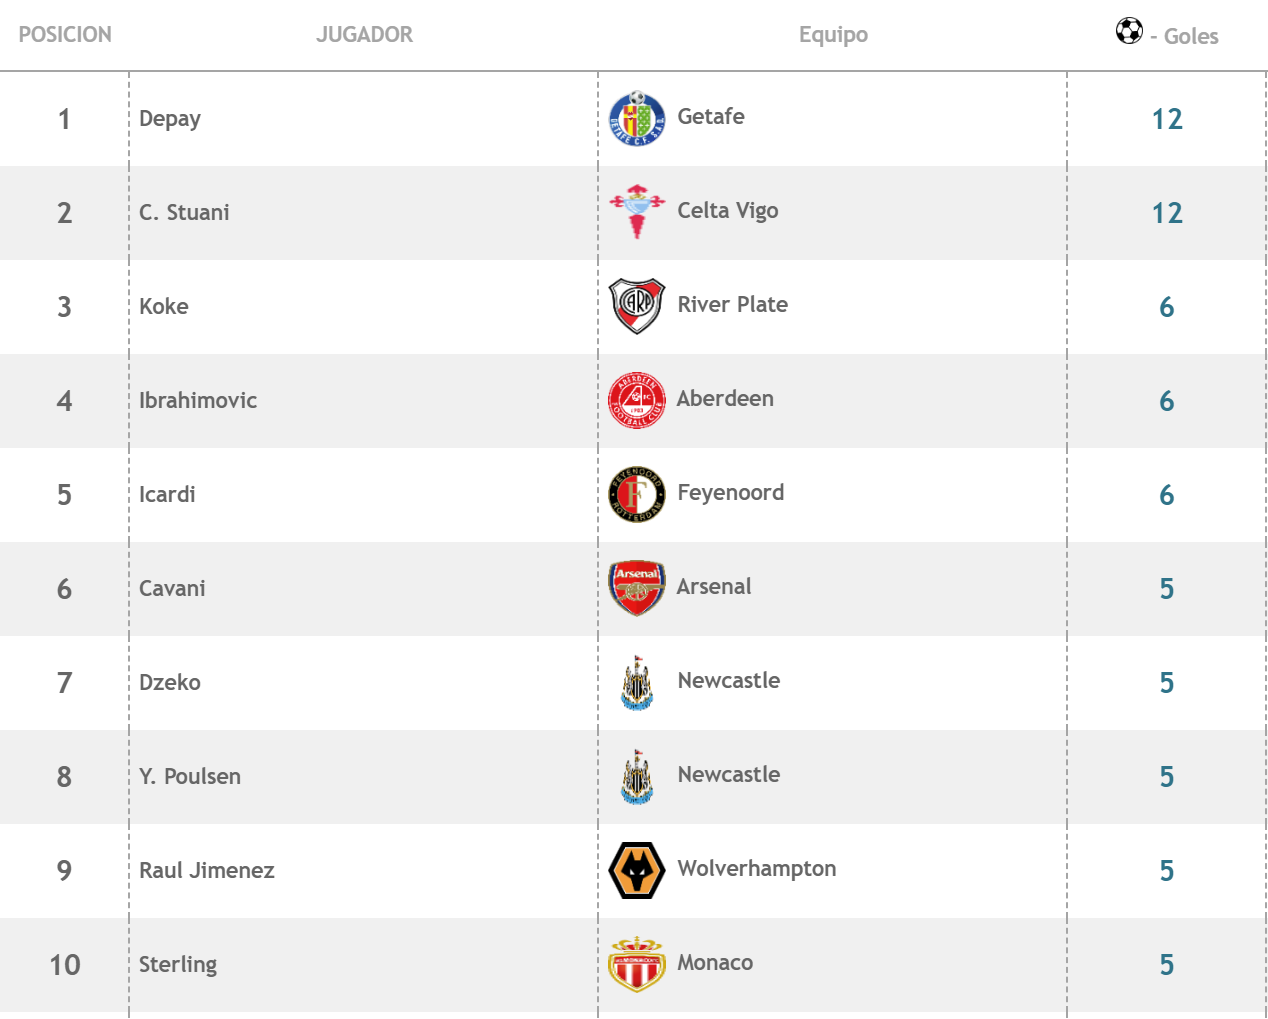 POSICION JUGADOR Equipo - Goles
1 Depay Getafe 12
2 C. Stuani Celta Vigo 12
3 Koke River Plate 6
4 Ibrahimovic Aberdeen 6
5 Icardi Feyenoord 6
6 Cavani Arsenal 5
7 Dzeko Newcastle 5
8 Y. Poulsen Newcastle 5
9 Raul Jimenez Wolverhampton 5
10 Sterling Monaco 5